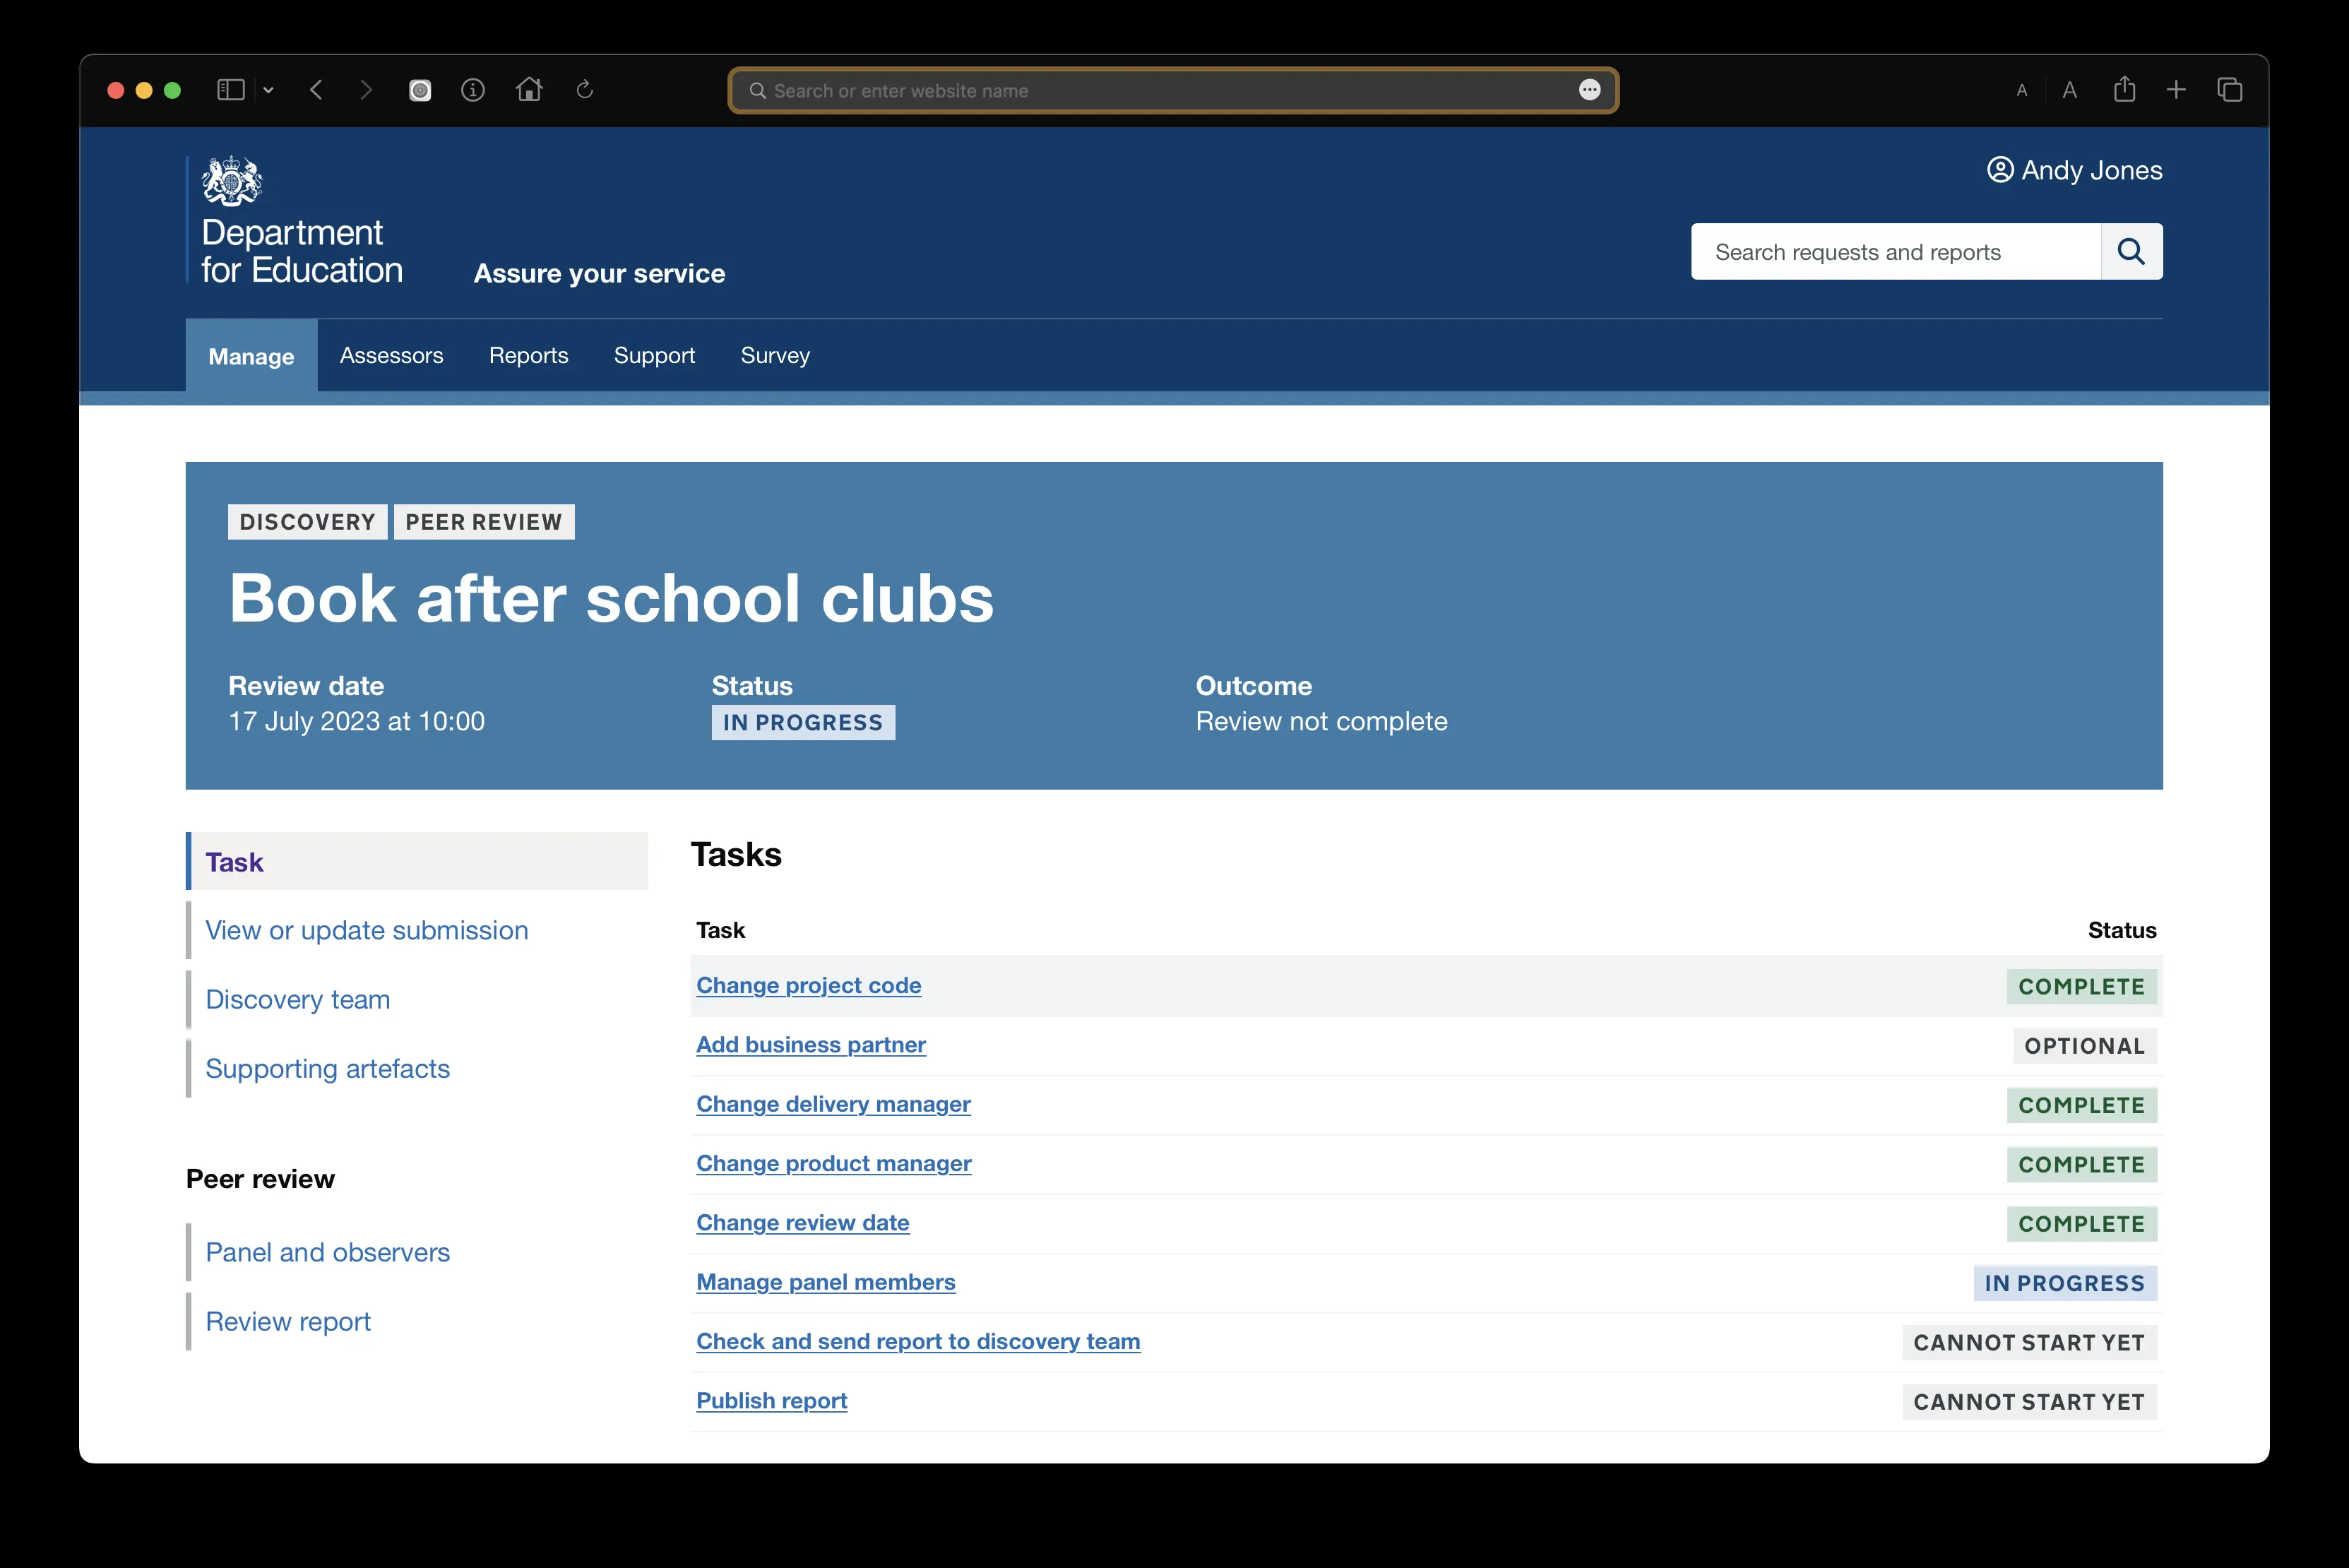 Search or enter website name
A A
Andy Jones
Department
for Education
Assure your service
Search requests and reports
Manage Assessors Reports Support Survey
DISCOVERY PEER REVIEW
Book after school clubs
Review date Status Outcome
17 July 2023 at 10:00 IN PROGRESS Review not complete
Task
View or update submission
Discovery team
Supporting artefacts
Peer review
Panel and observers
Review report
Tasks
Task Status
Change project code COMPLETE
Add business partner OPTIONAL
Change delivery manager COMPLETE
Change product manager COMPLETE
Change review date COMPLETE
Manage panel members IN PROGRESS
Check and send report to discovery team CANNOT START YET
Publish report CANNOT START YET